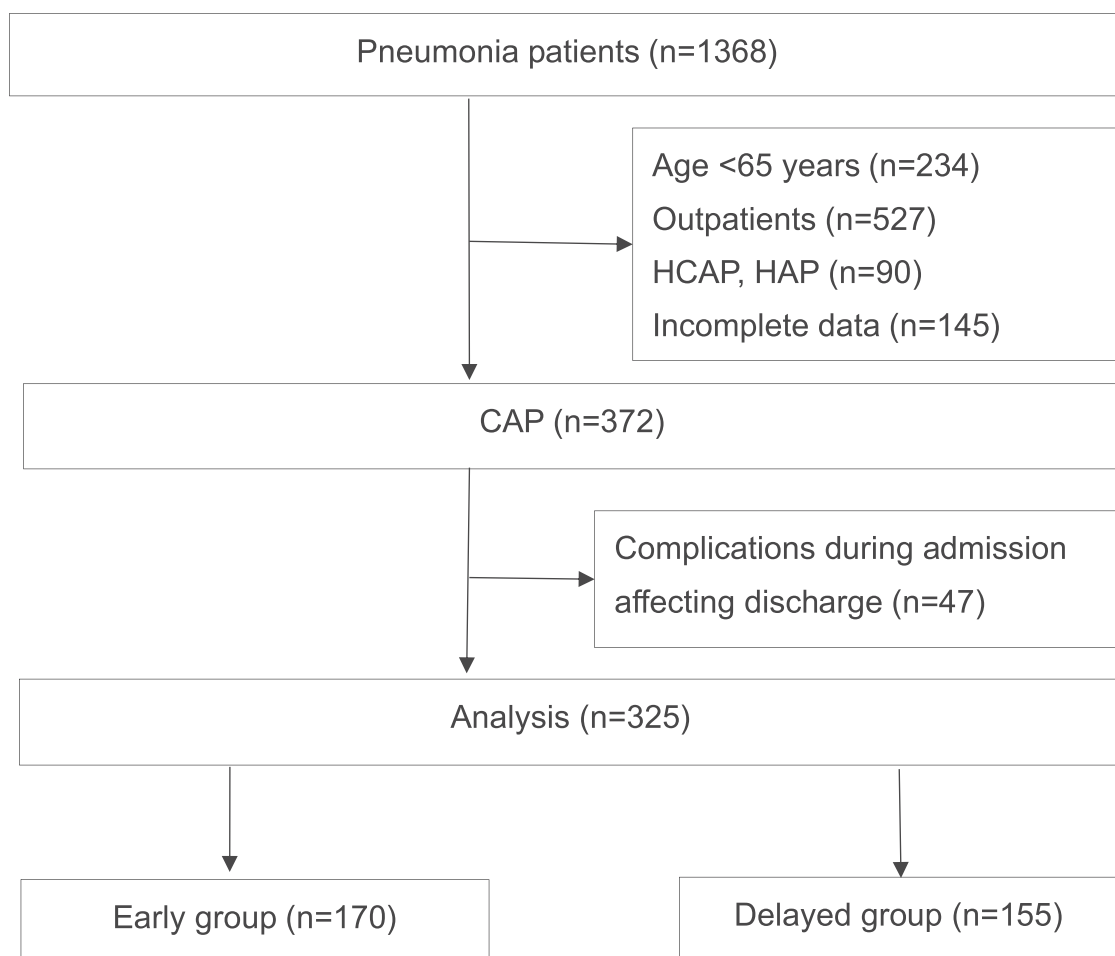 Pneumonia patients (n=1368)
Age <65 years (n=234)
Outpatients (n=527)
HCAP, HAP (n=90)
Incomplete data (n=145)
CAP (n=372)
Complications during admission
affecting discharge (n=47)
Analysis (n=325)
Early group (n=170)
Delayed group (n=155)